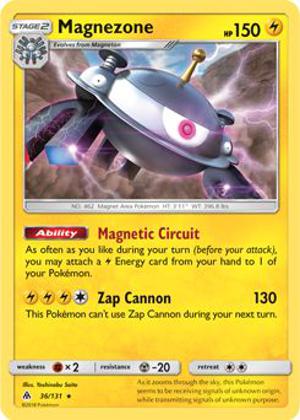 STAGE 2
Magnezone
HP 150
Evolves from Magneton
NO. 462 Magnet Area Pokémon HT: 3'11" WT: 396.8 lbs
Ability Magnetic Circuit
As often as you like during your turn (before your attack),
you may attach a Energy card from your hand to 1
of your Pokémon.
Zap Cannon 130
This Pokémon can't use Zap Cannon during your next turn.
weakness × 2 resistance -20 retreat
Illus. Yoshinobu Saito
36/131
©2018 Pokémon
As it zooms through the sky, this Pokémon
seems to be receiving signals of unknown origin,
while transmitting signals of unknown purpose.